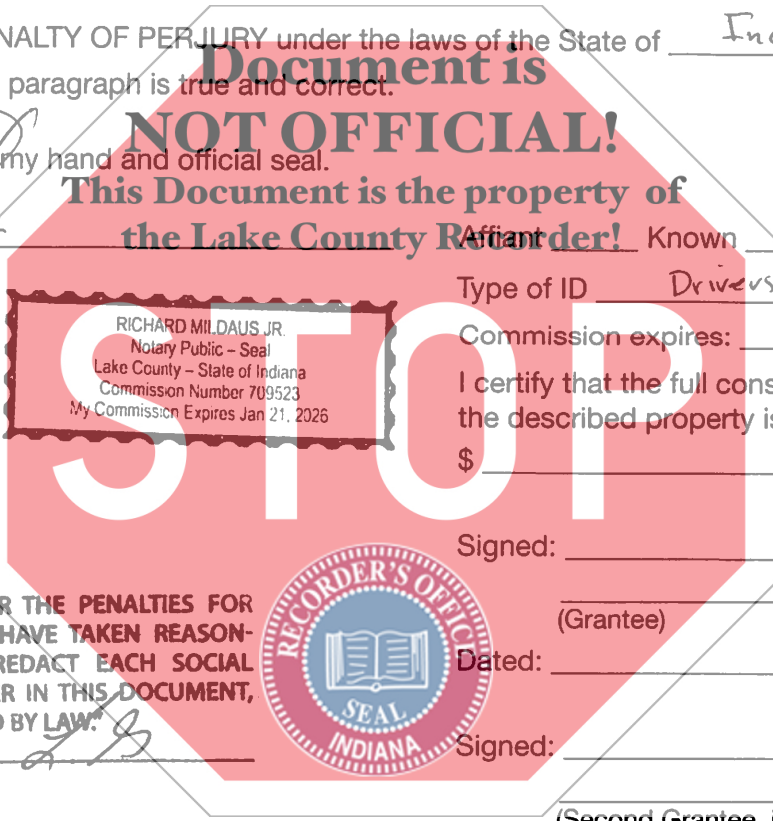 NALTY OF PERJURY under the laws of the State of
paragraph is true and correct.
my hand and official seal.
Document is
NOT OFFICIAL!
This Document is the property of
the Lake County Recorder!
Affiant Known
Type of ID Drivers
Commission expires:
I certify that the full cons
the described property is
$
RICHARD MILDAUS JR.
Notary Public – Seal
Lake County – State of Indiana
Commission Number 709523
My Commission Expires Jan 21, 2026
STOP
Signed:
(Grantee)
Dated:
Signed:
(Second Grantee,
R THE PENALTIES FOR
HAVE TAKEN REASON-
REDACT EACH SOCIAL
R IN THIS DOCUMENT,
D BY LAW."
RECORDER'S OFFICE
SEAL
INDIANA